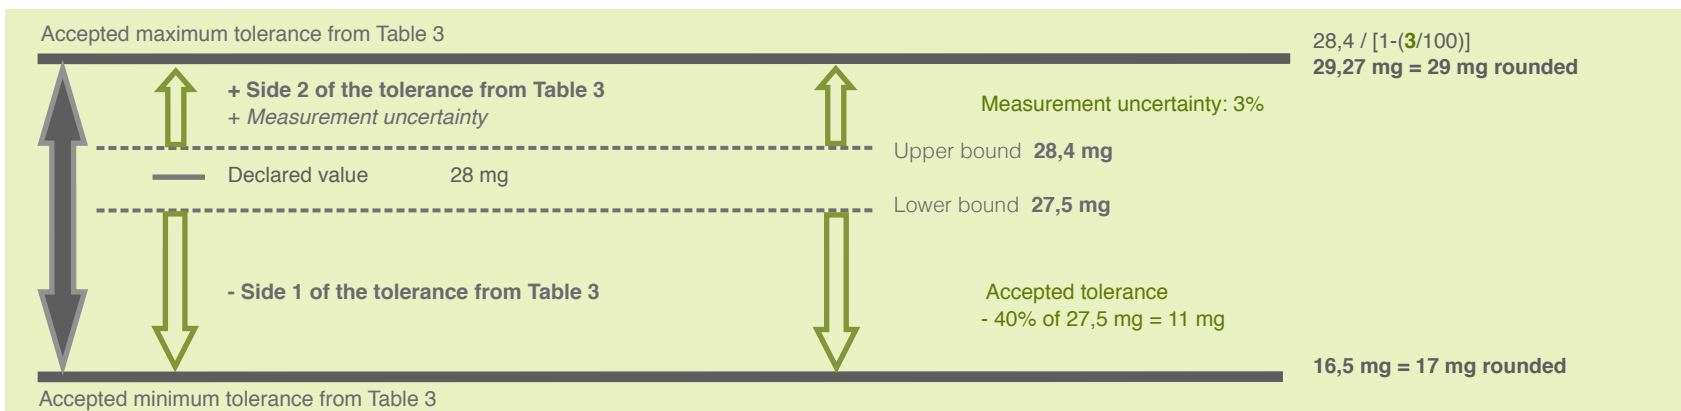 Accepted maximum tolerance from Table 3
28,4 / [1-(3/100)]
29,27 mg = 29 mg rounded
+ Side 2 of the tolerance from Table 3
+ Measurement uncertainty
Measurement uncertainty: 3%
Upper bound 28,4 mg
Declared value 28 mg
Lower bound 27,5 mg
- Side 1 of the tolerance from Table 3
Accepted tolerance
- 40% of 27,5 mg = 11 mg
16,5 mg = 17 mg rounded
Accepted minimum tolerance from Table 3